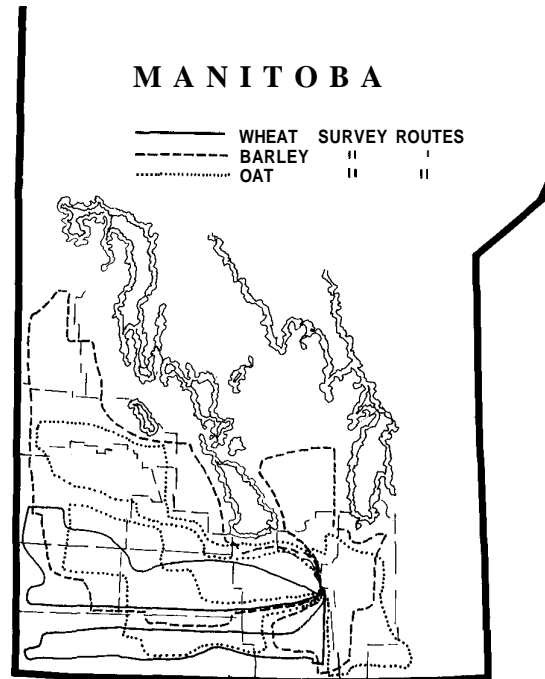 MANITOBA
WHEAT SURVEY ROUTES
BARLEY " "
OAT " "